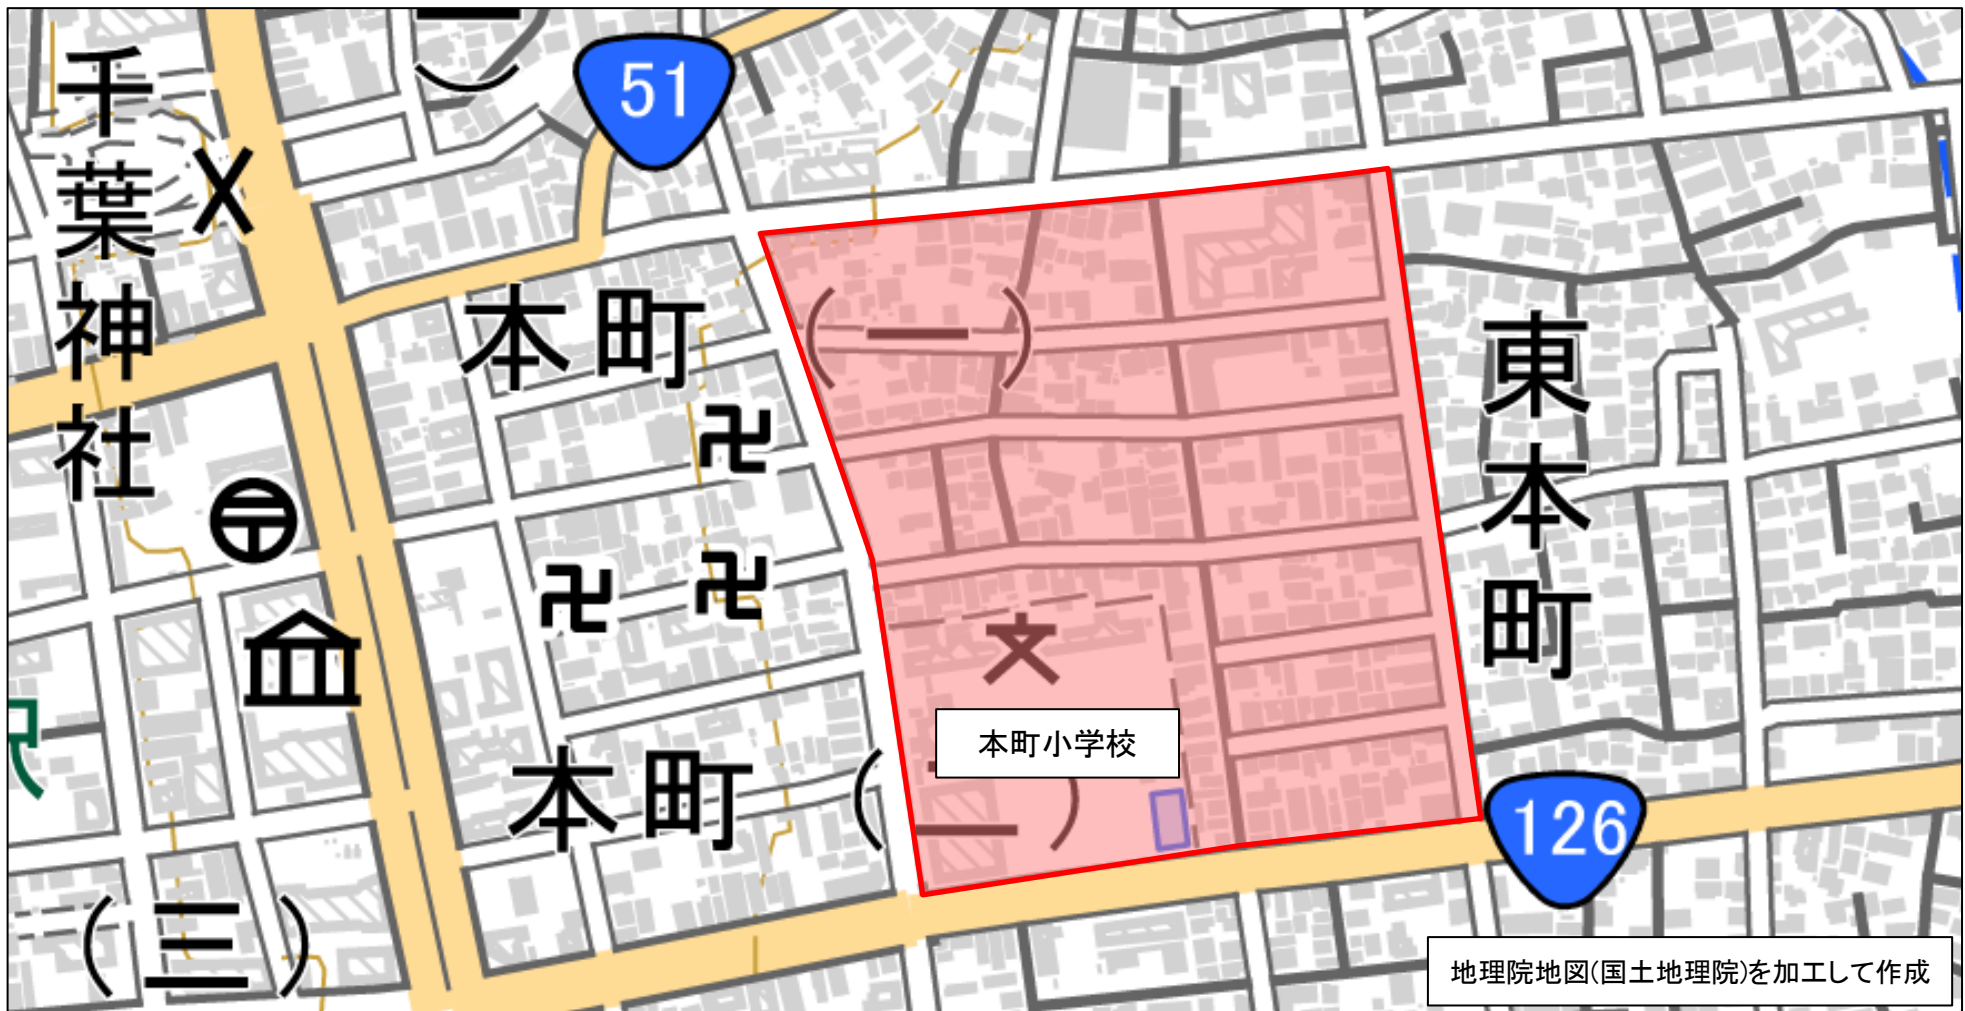 千葉神社
51
本町(一)
東本町
本町小学校
本町(二)
126
(三)
地理院地図(国土地理院)を加工して作成